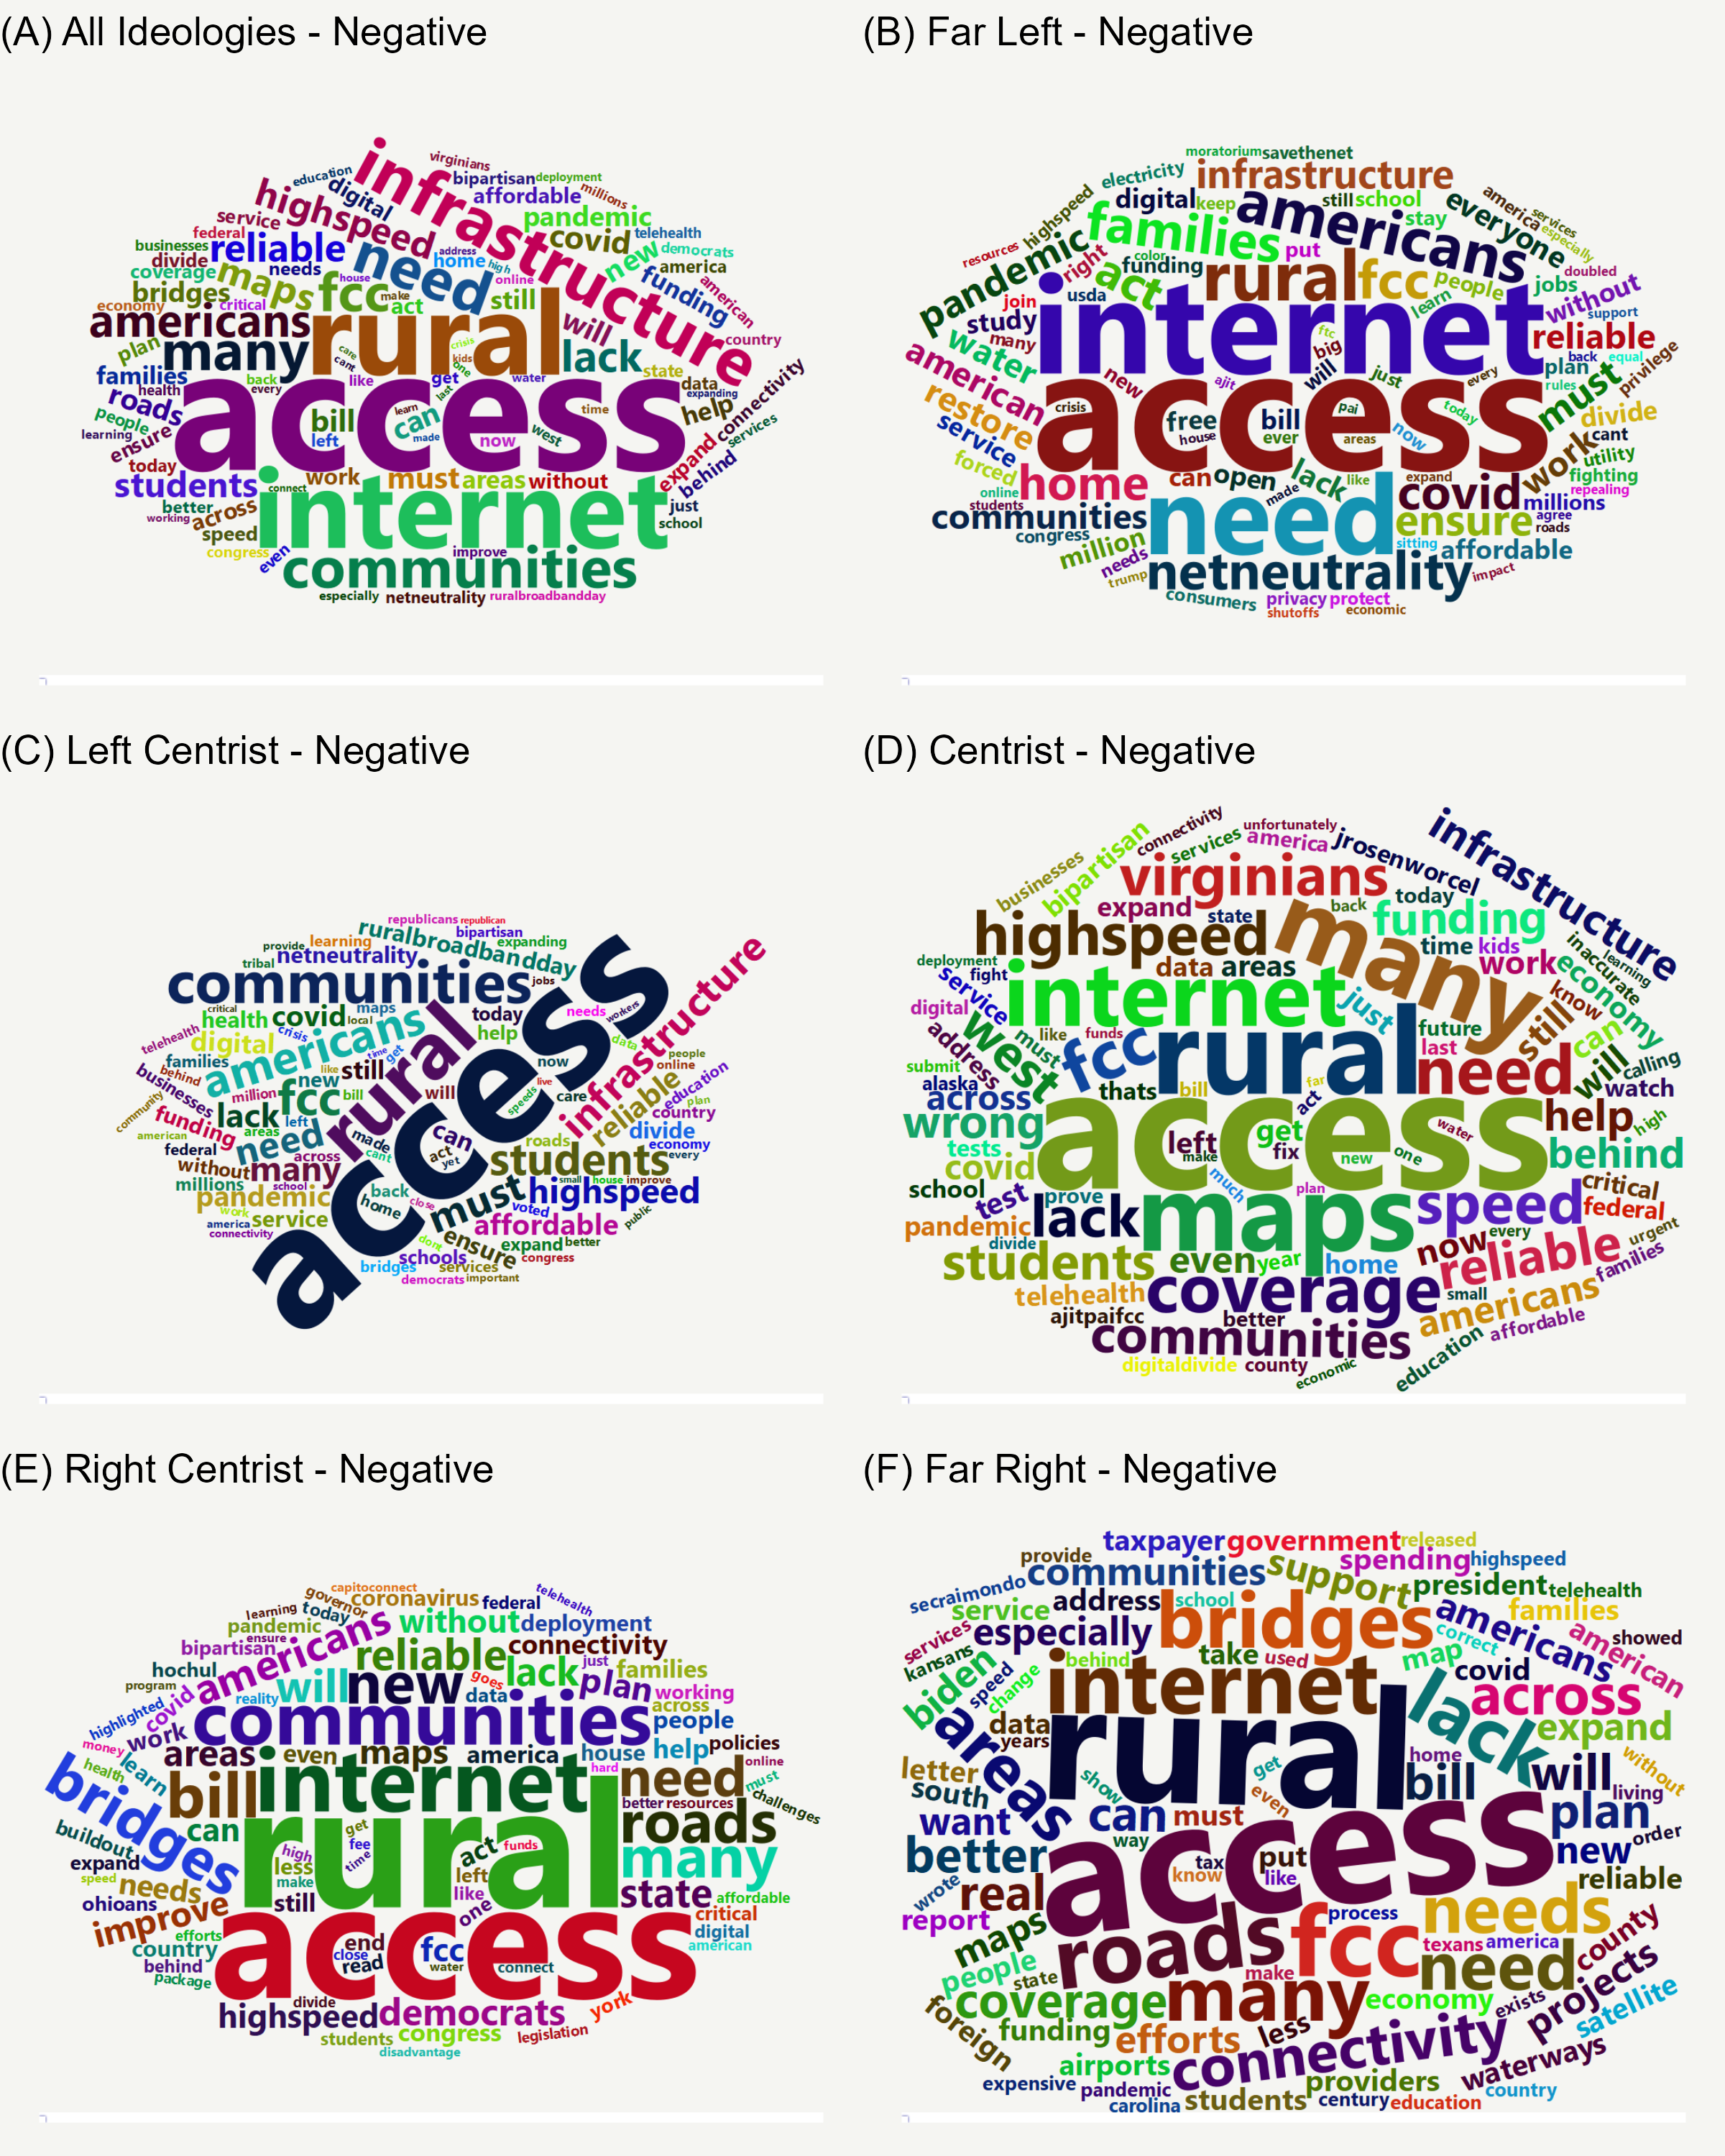 (A) All Ideologies - Negative
virginians
education
infrastructure
bipartisan deployment
digital
affordable millions
highspeed
pandemic
service
federal
covid telehealth
businesses reliable need address
new democrats
divide needs home high
america
coverage maps house online funding
bridges fcc make still american
economy critical act
americans rural will country
plan many crisis lack
care kids
families cant one state
health back like get water data
every last expanding
roads access connectivity
people bill learn can time help
learning left made now west services
ensure expand
today work must areas without behind
students connect internet
better just
working across school
speed
congress even improve
communities
especially netneutrality ruralbroadbandday
(B) Far Left - Negative
moratorium savethenet
electricity infrastructure
highspeed digital keep americans still school everyone america services
families stay especially
resources pandemic right color put
act funding rural fcc people doubled
join usda learn jobs without
study internet support
many ftc reliable
water big
american new ajit will just every plan back equal
rules privilege
crisis access must
restore free bill pai today divide
service house ever areas now work cant
forced utility
home can open lack like expand fighting
online made covid repealing
students need millions
communities ensure agree
congress roads
million sitting affordable
needs netneutrality
trump impact
consumers privacy protect
shutoffs economic
(C) Left Centrist - Negative
republicans republican
ruralbroadbandday bipartisan
provide learning expanding
tribal netneutrality
communities jobs access infrastructure
critical maps
health covid local today needs workers
telehealth digital crisis americans rural help data
families time get now people
behind like still online
businesses new live reliable education
million fcc bill will speeds care plan
community funding lack left country
american areas need made can roads divide
federal across cant act economy
without many yet students every
millions school back small house improve
pandemic home close must highspeed
work voted
america service affordable public
connectivity dont ensure expand better
schools congress
bridges services
democrats important
(D) Centrist - Negative
connectivity unfortunately infrastructure
businesses bipartisan services america jrosenworcel
virginians today
expand back
highspeed state many funding
time kids inaccurate
deployment data areas work learning
service fight internet economy
digital just know
west like funds still
address must fcc rural future can
submit last will calling
alaska thats bill far need watch
across act
wrong access help high
left get water
tests make fix new one behind
covid
school much plan critical
test prove maps speed federal
pandemic lack
divide now every urgent
students even year home reliable families
telehealth coverage small
ajitpaifcc better americans
communities affordable
digitaldivide county education
economic
(E) Right Centrist - Negative
capitoconnect telehealth
governor coronavirus federal
learning today
pandemic without deployment
ensure americans
bipartisan reliable connectivity
hochul goes lack just families
program will new plan
reality data working
highlighted covid communities across
people
work areas even maps america house help policies
money
health learn internet hard online
bridges bill need must
better resources challenges
can rural roads
buildout get
high fee act funds many
expand less time
speed make left
needs still like state affordable
ohioans one critical
improve access digital
efforts end american
country close fcc
behind read water connect
package
divide
highspeed democrats york
students congress legislation
disadvantage
(F) Far Right - Negative
taxpayer government released
provide spending highspeed
communities support president telehealth
secraimondo address school families
service bridges americans
services especially correct american showed
kansans take used map
biden speed behind covid
change internet lack across
areas data expand
years rural home
letter get without
south show even bill will living
want can must plan
better way access new order
tax put
wrote real know like reliable
report process needs county
maps roads fcc texans america
people state make need projects
coverage many economy exists satellite
foreign funding efforts less
airports connectivity waterways
expensive pandemic providers country
carolina students century education